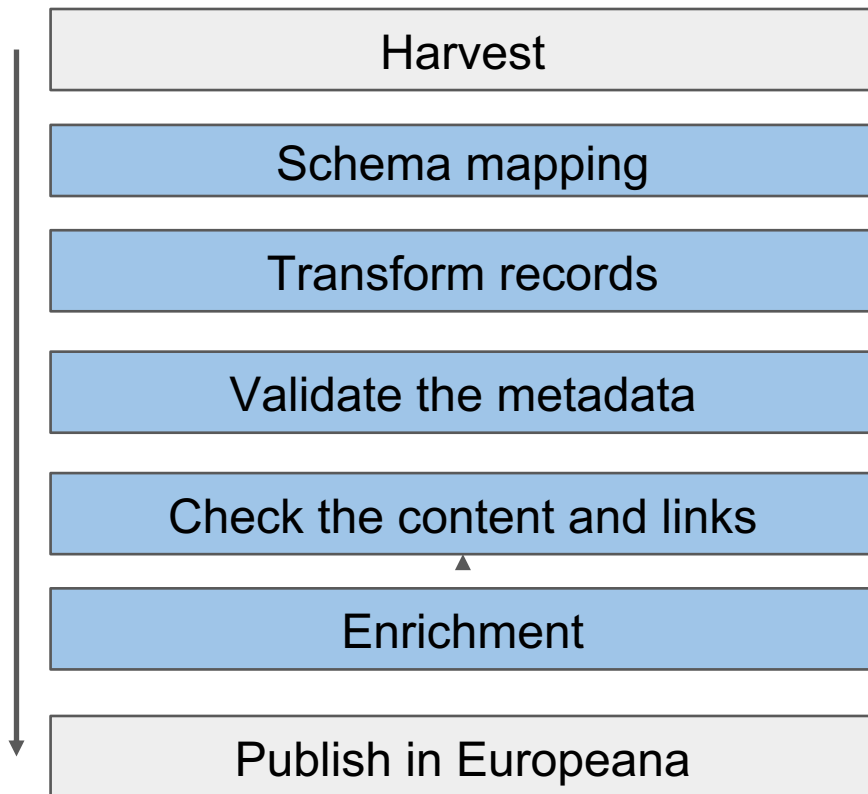 Harvest
Schema mapping
Transform records
Validate the metadata
Check the content and links
Enrichment
Publish in Europeana